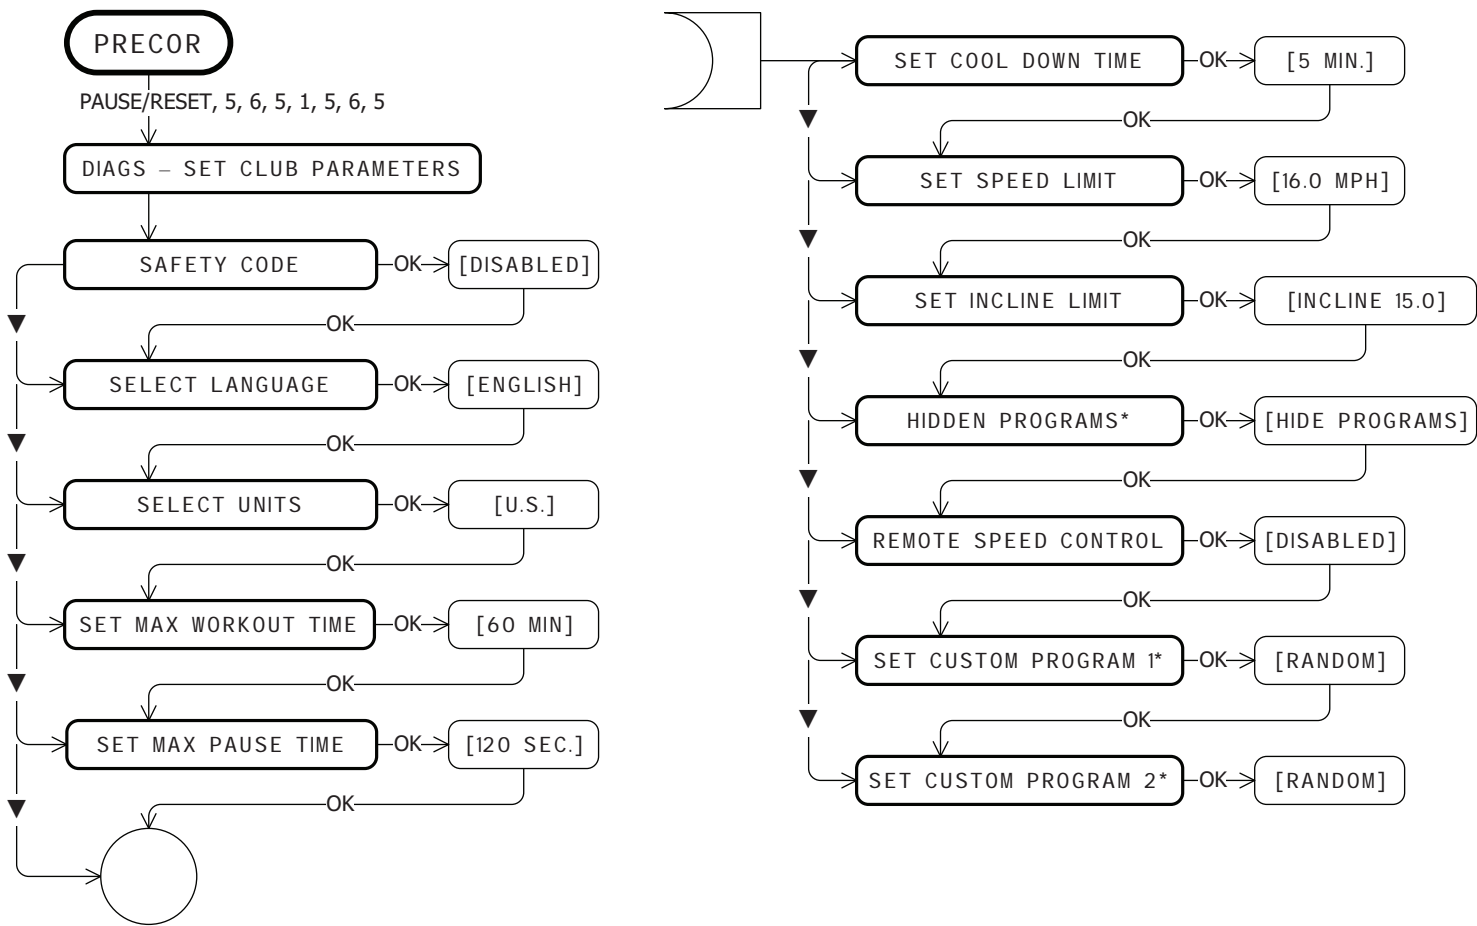 PRECOR
PAUSE/RESET, 5, 6, 5, 1, 5, 6, 5
DIAGS – SET CLUB PARAMETERS
SAFETY CODE OK [DISABLED]
OK
SELECT LANGUAGE OK [ENGLISH]
OK
SELECT UNITS OK [U.S.]
OK
SET MAX WORKOUT TIME OK [60 MIN]
OK
SET MAX PAUSE TIME OK [120 SEC.]
OK
SET COOL DOWN TIME OK [5 MIN.]
OK
SET SPEED LIMIT OK [16.0 MPH]
OK
SET INCLINE LIMIT OK [INCLINE 15.0]
OK
HIDDEN PROGRAMS* OK [HIDE PROGRAMS]
OK
REMOTE SPEED CONTROL OK [DISABLED]
OK
SET CUSTOM PROGRAM 1* OK [RANDOM]
OK
SET CUSTOM PROGRAM 2* OK [RANDOM]